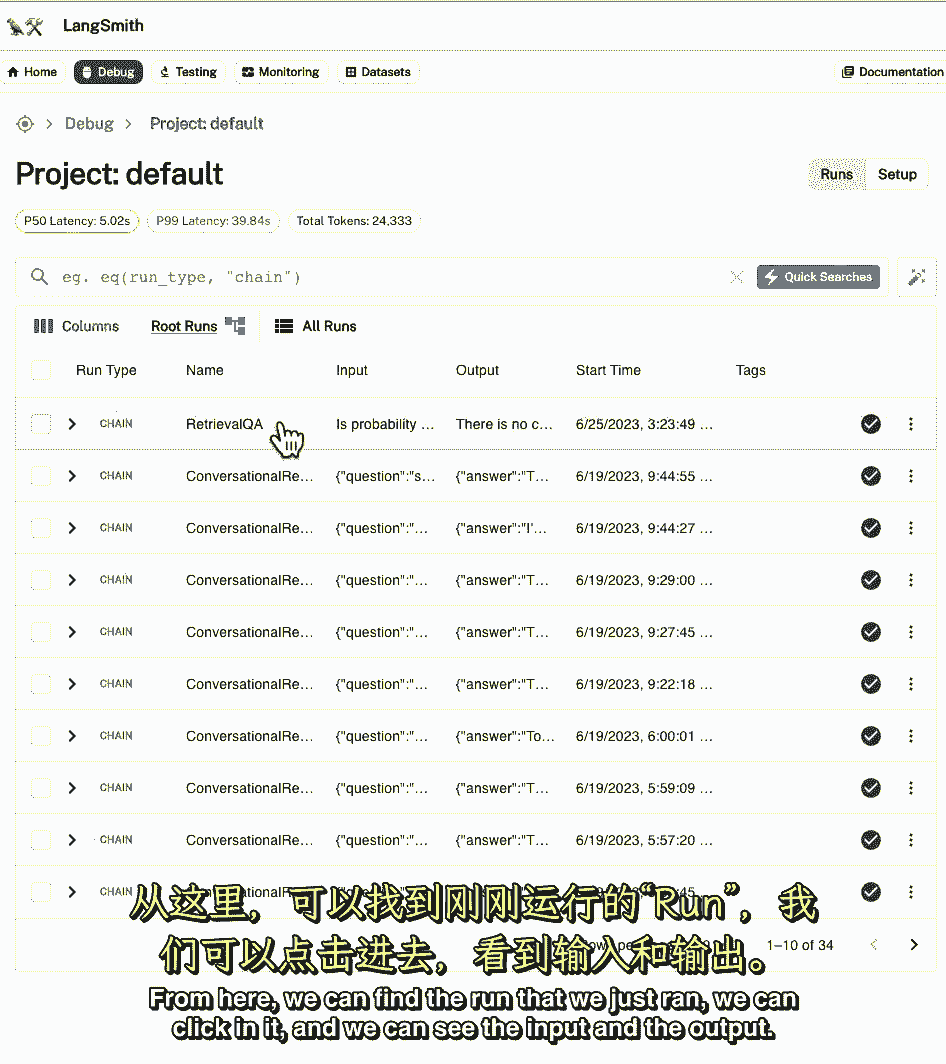 LangSmith
Home Debug Testing Monitoring Datasets Documentation
> Debug > Project: default
Project: default
Runs Setup
P50 Latency: 5.02s P99 Latency: 39.84s Total Tokens: 24,333
eg. eq(run_type, "chain") Quick Searches
Columns Root Runs All Runs
Run Type Name Input Output Start Time Tags
CHAIN RetrievalQA Is probability ... There is no c... 6/25/2023, 3:23:49 ...
CHAIN ConversationalRe... {"question":"s... {"answer":"T... 6/19/2023, 9:44:55 ...
CHAIN ConversationalRe... {"question":"... {"answer":"I'... 6/19/2023, 9:44:27 ...
CHAIN ConversationalRe... {"question":"... {"answer":"T... 6/19/2023, 9:29:00 ...
CHAIN ConversationalRe... {"question":"... {"answer":"T... 6/19/2023, 9:27:45 ...
CHAIN ConversationalRe... {"question":"... {"answer":"T... 6/19/2023, 9:22:18 ...
CHAIN ConversationalRe... {"question":"... {"answer":"To... 6/19/2023, 6:00:01 ...
CHAIN ConversationalRe... {"question":"... {"answer":"T... 6/19/2023, 5:59:09 ...
CHAIN ConversationalRe... {"question":"... {"answer":"T... 6/19/2023, 5:57:20 ...
CHAIN
1–10 of 34
从这里，可以找到刚刚运行的“Run”，我
们可以点击进去，看到输入和输出。
From here, we can find the run that we just ran, we can
click in it, and we can see the input and the output.